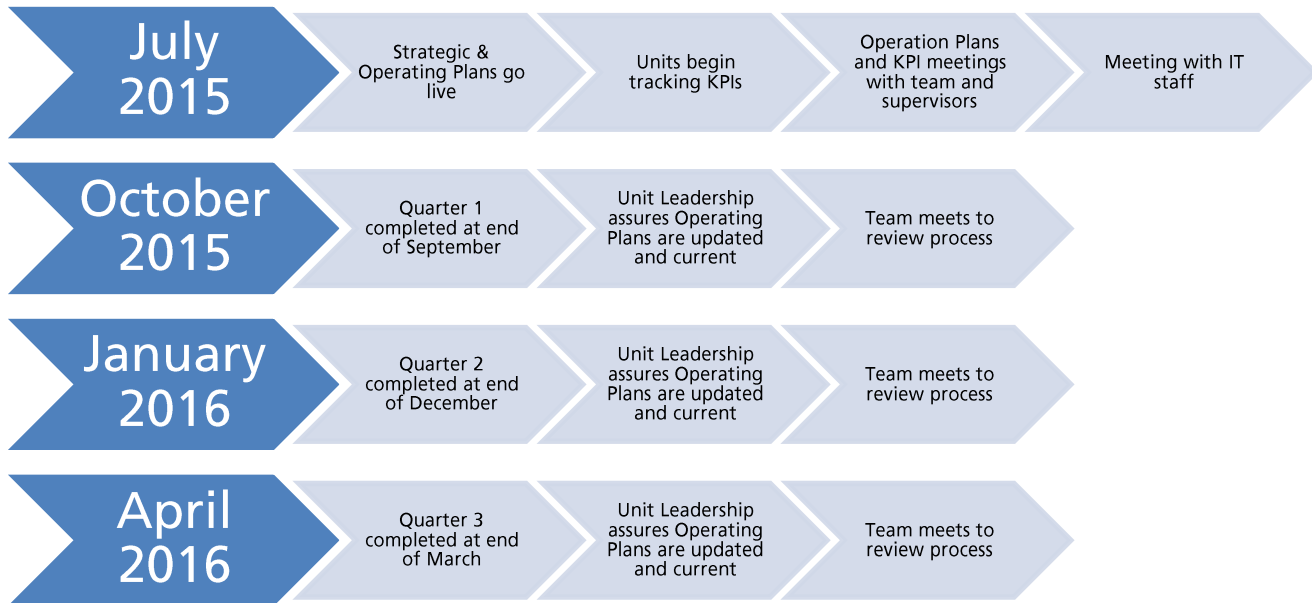 July
2015
Strategic &
Operating Plans go
live
Units begin
tracking KPIs
Operation Plans
and KPI meetings
with team and
supervisors
Meeting with IT
staff
October
2015
Quarter 1
completed at end
of September
Unit Leadership
assures Operating
Plans are updated
and current
Team meets to
review process
January
2016
Quarter 2
completed at end
of December
Unit Leadership
assures Operating
Plans are updated
and current
Team meets to
review process
April
2016
Quarter 3
completed at end
of March
Unit Leadership
assures Operating
Plans are updated
and current
Team meets to
review process